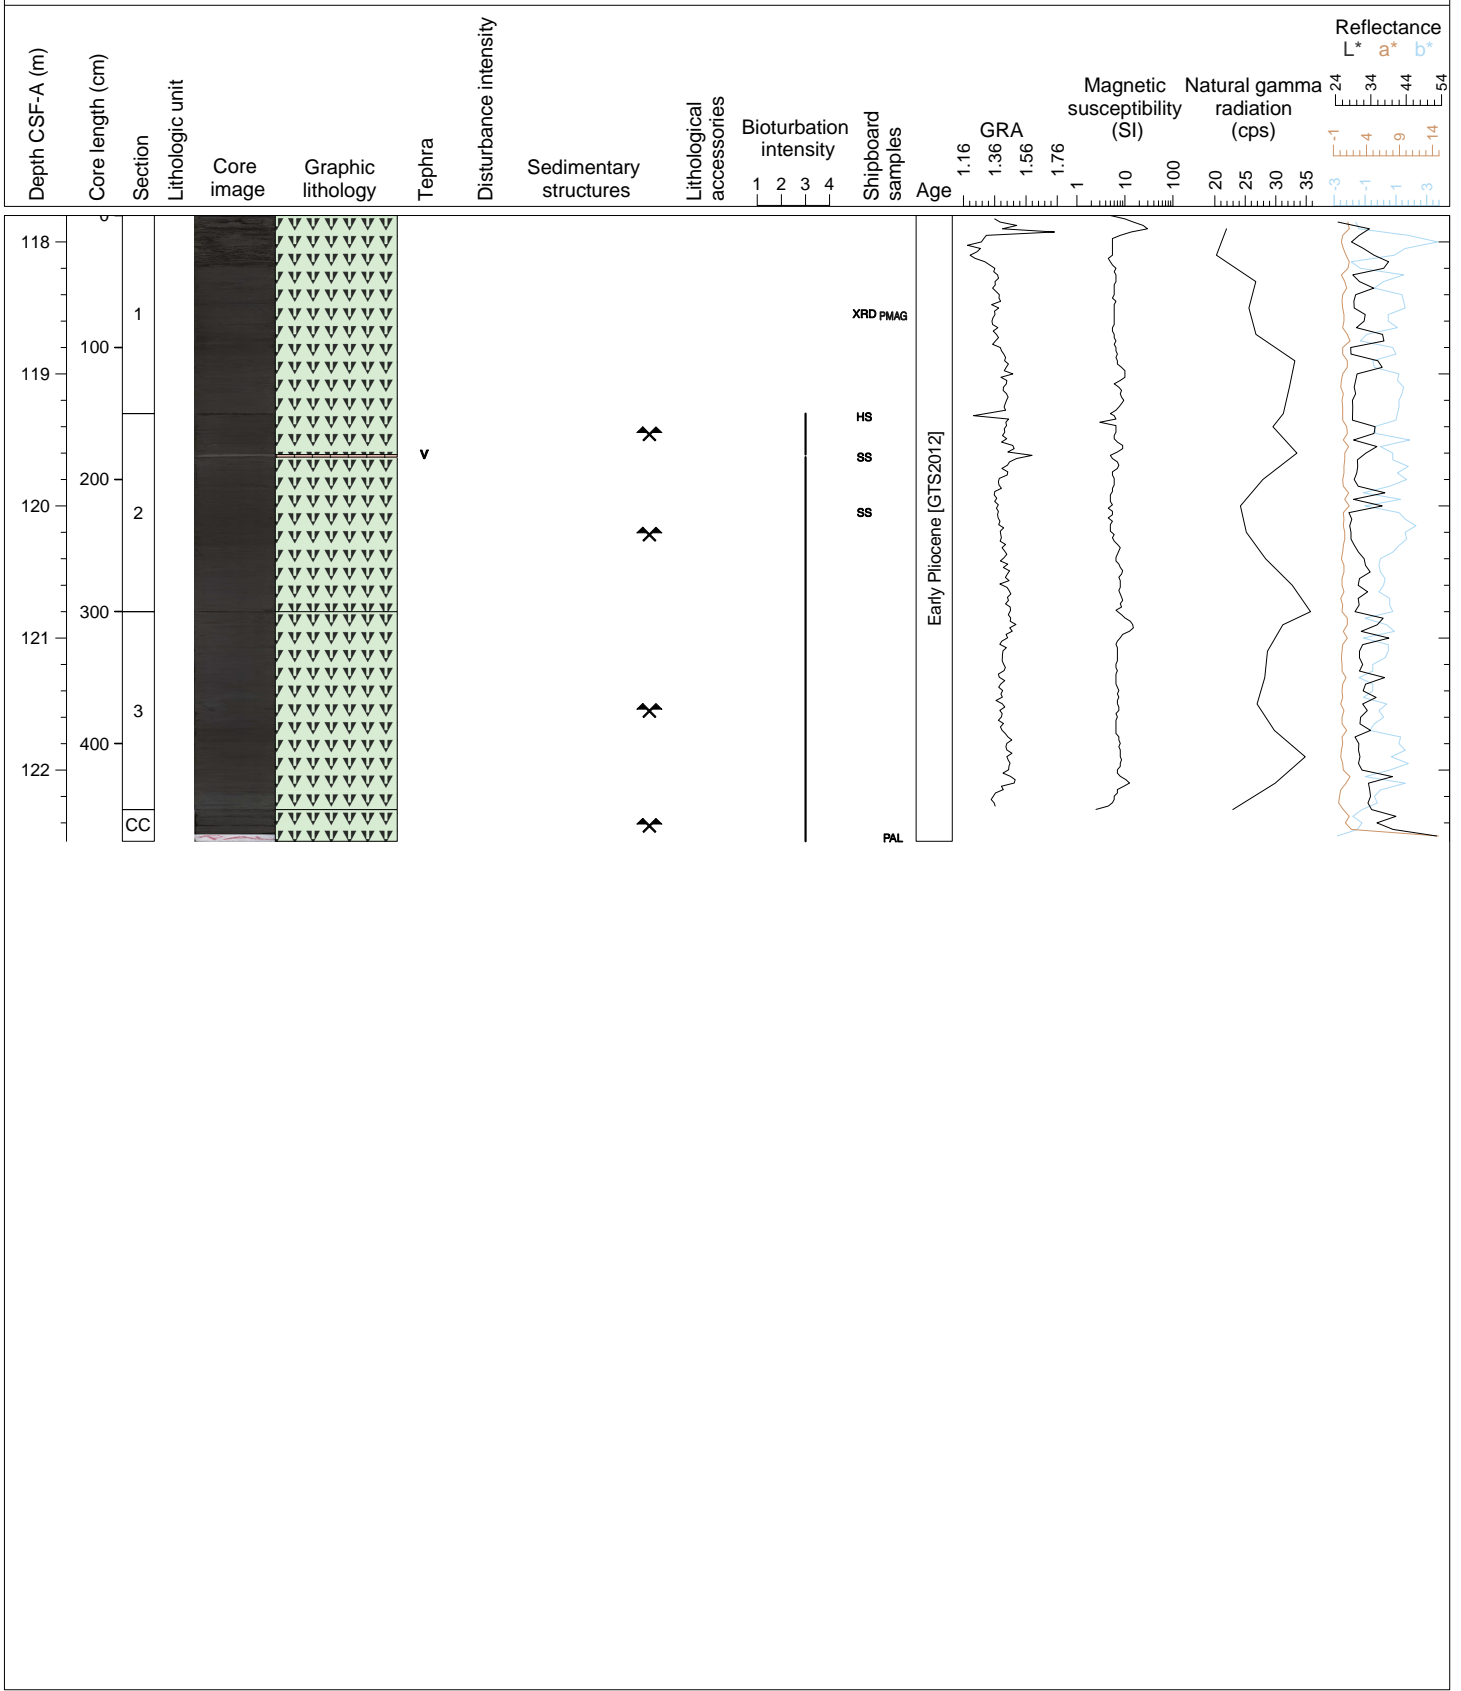 Depth CSF-A (m)
Core length (cm)
Section
Lithologic unit
Core
image
Graphic
lithology
Tephra
Disturbance intensity
Sedimentary
structures
Lithological
accessories
Bioturbation
intensity
1 2 3 4
Shipboard
samples
Age
GRA
1.16 1.36 1.56 1.76
Magnetic
susceptibility
(SI)
1 10 100
Natural gamma
radiation
(cps)
20 25 30 35
Reflectance
L* a* b*
24 34 44 54
-1 4 9 14
-3 -1 1 3
0
118
1
XRD PMAG
100
119
HS
V
SS
200
120
2
SS
Early Pliocene [GTS2012]
300
121
3
400
122
CC
PAL